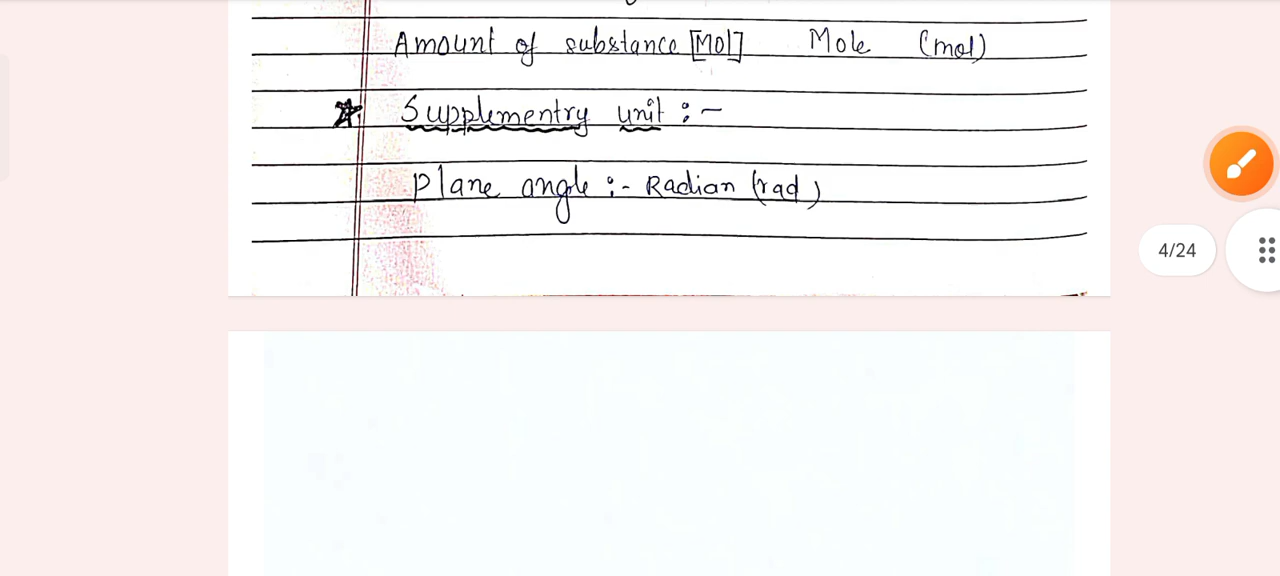 Amount of substance [Mol] Mole (mol)
Supplementry unit :-
Plane angle :- Radian (rad)
4/24